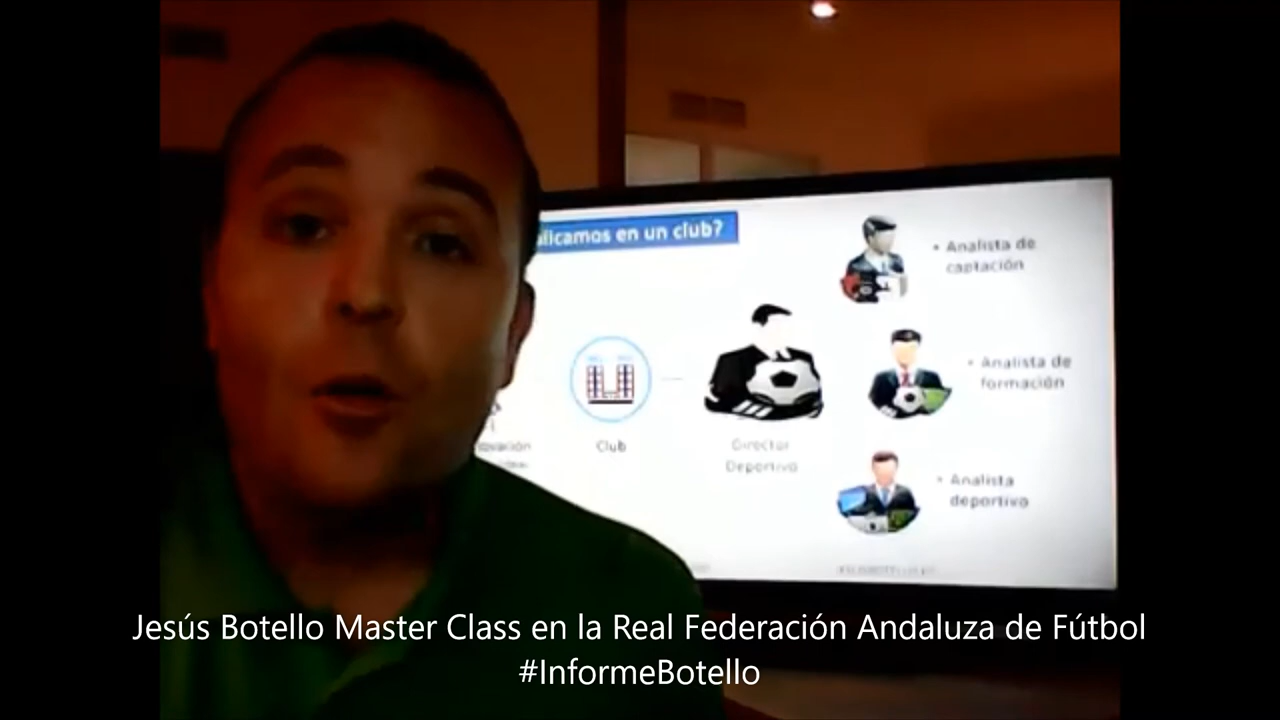 licamos en un club?
• Analista de
captación
• Analista de
formación
Club
Director
Deportivo
• Analista
deportivo
Jesús Botello Master Class en la Real Federación Andaluza de Fútbol
#InformeBotello